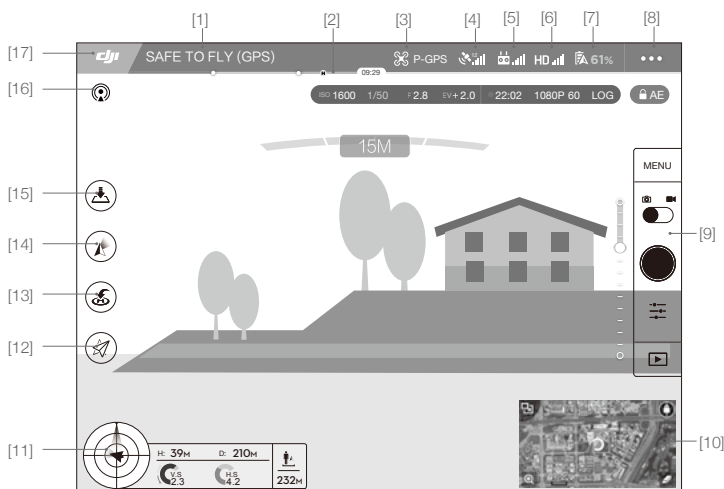 [1] [2] [3] [4] [5] [6] [7] [8]
[17] dji SAFE TO FLY (GPS) P-GPS HD 61%
09:29
H
[16] ISO 1600 1/50 F 2.8 EV +2.0 22:02 1080P 60 LOG AE
15M
MENU
[15]
[9]
[14]
[13]
H
[12]
[11]
H: 39M D: 210M
V.S 2.3 H.S 4.2 232M
[10]